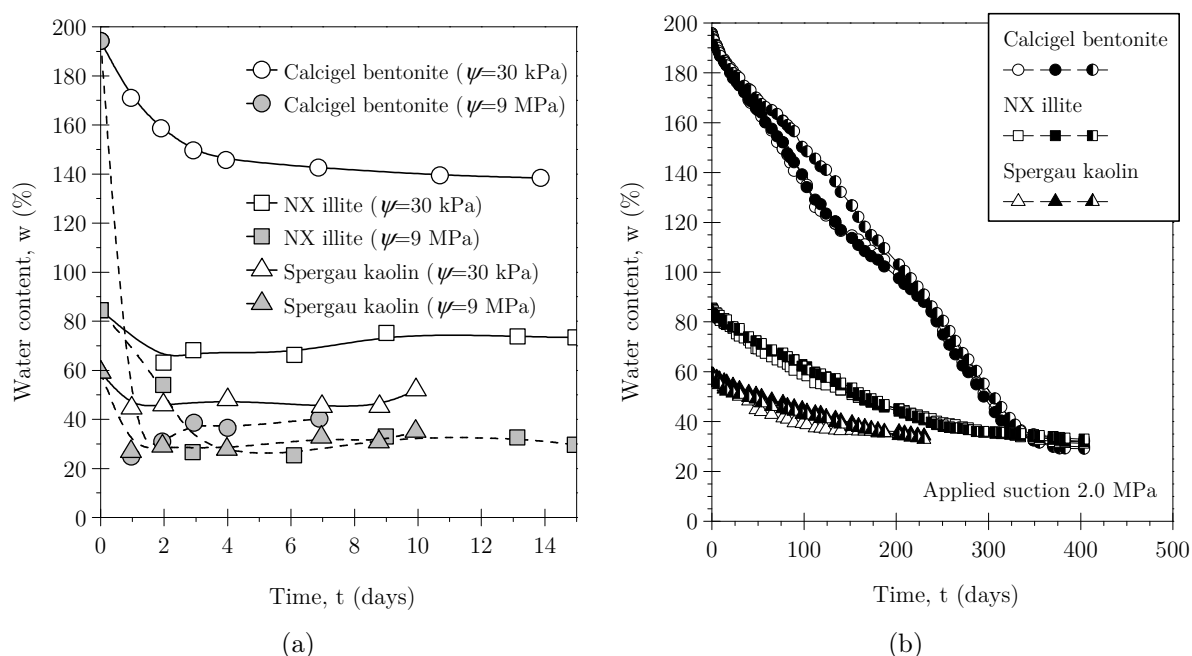 200
180
160
140
120
100
80
60
40
20
0
Water content, w (%)
Calcigel bentonite (ψ=30 kPa)
Calcigel bentonite (ψ=9 MPa)
NX illite (ψ=30 kPa)
NX illite (ψ=9 MPa)
Spergau kaolin (ψ=30 kPa)
Spergau kaolin (ψ=9 MPa)
0 2 4 6 8 10 12 14
Time, t (days)
(a)
200
180
160
140
120
100
80
60
40
20
0
Water content, w (%)
Calcigel bentonite
NX illite
Spergau kaolin
Applied suction 2.0 MPa
0 100 200 300 400 500
Time, t (days)
(b)